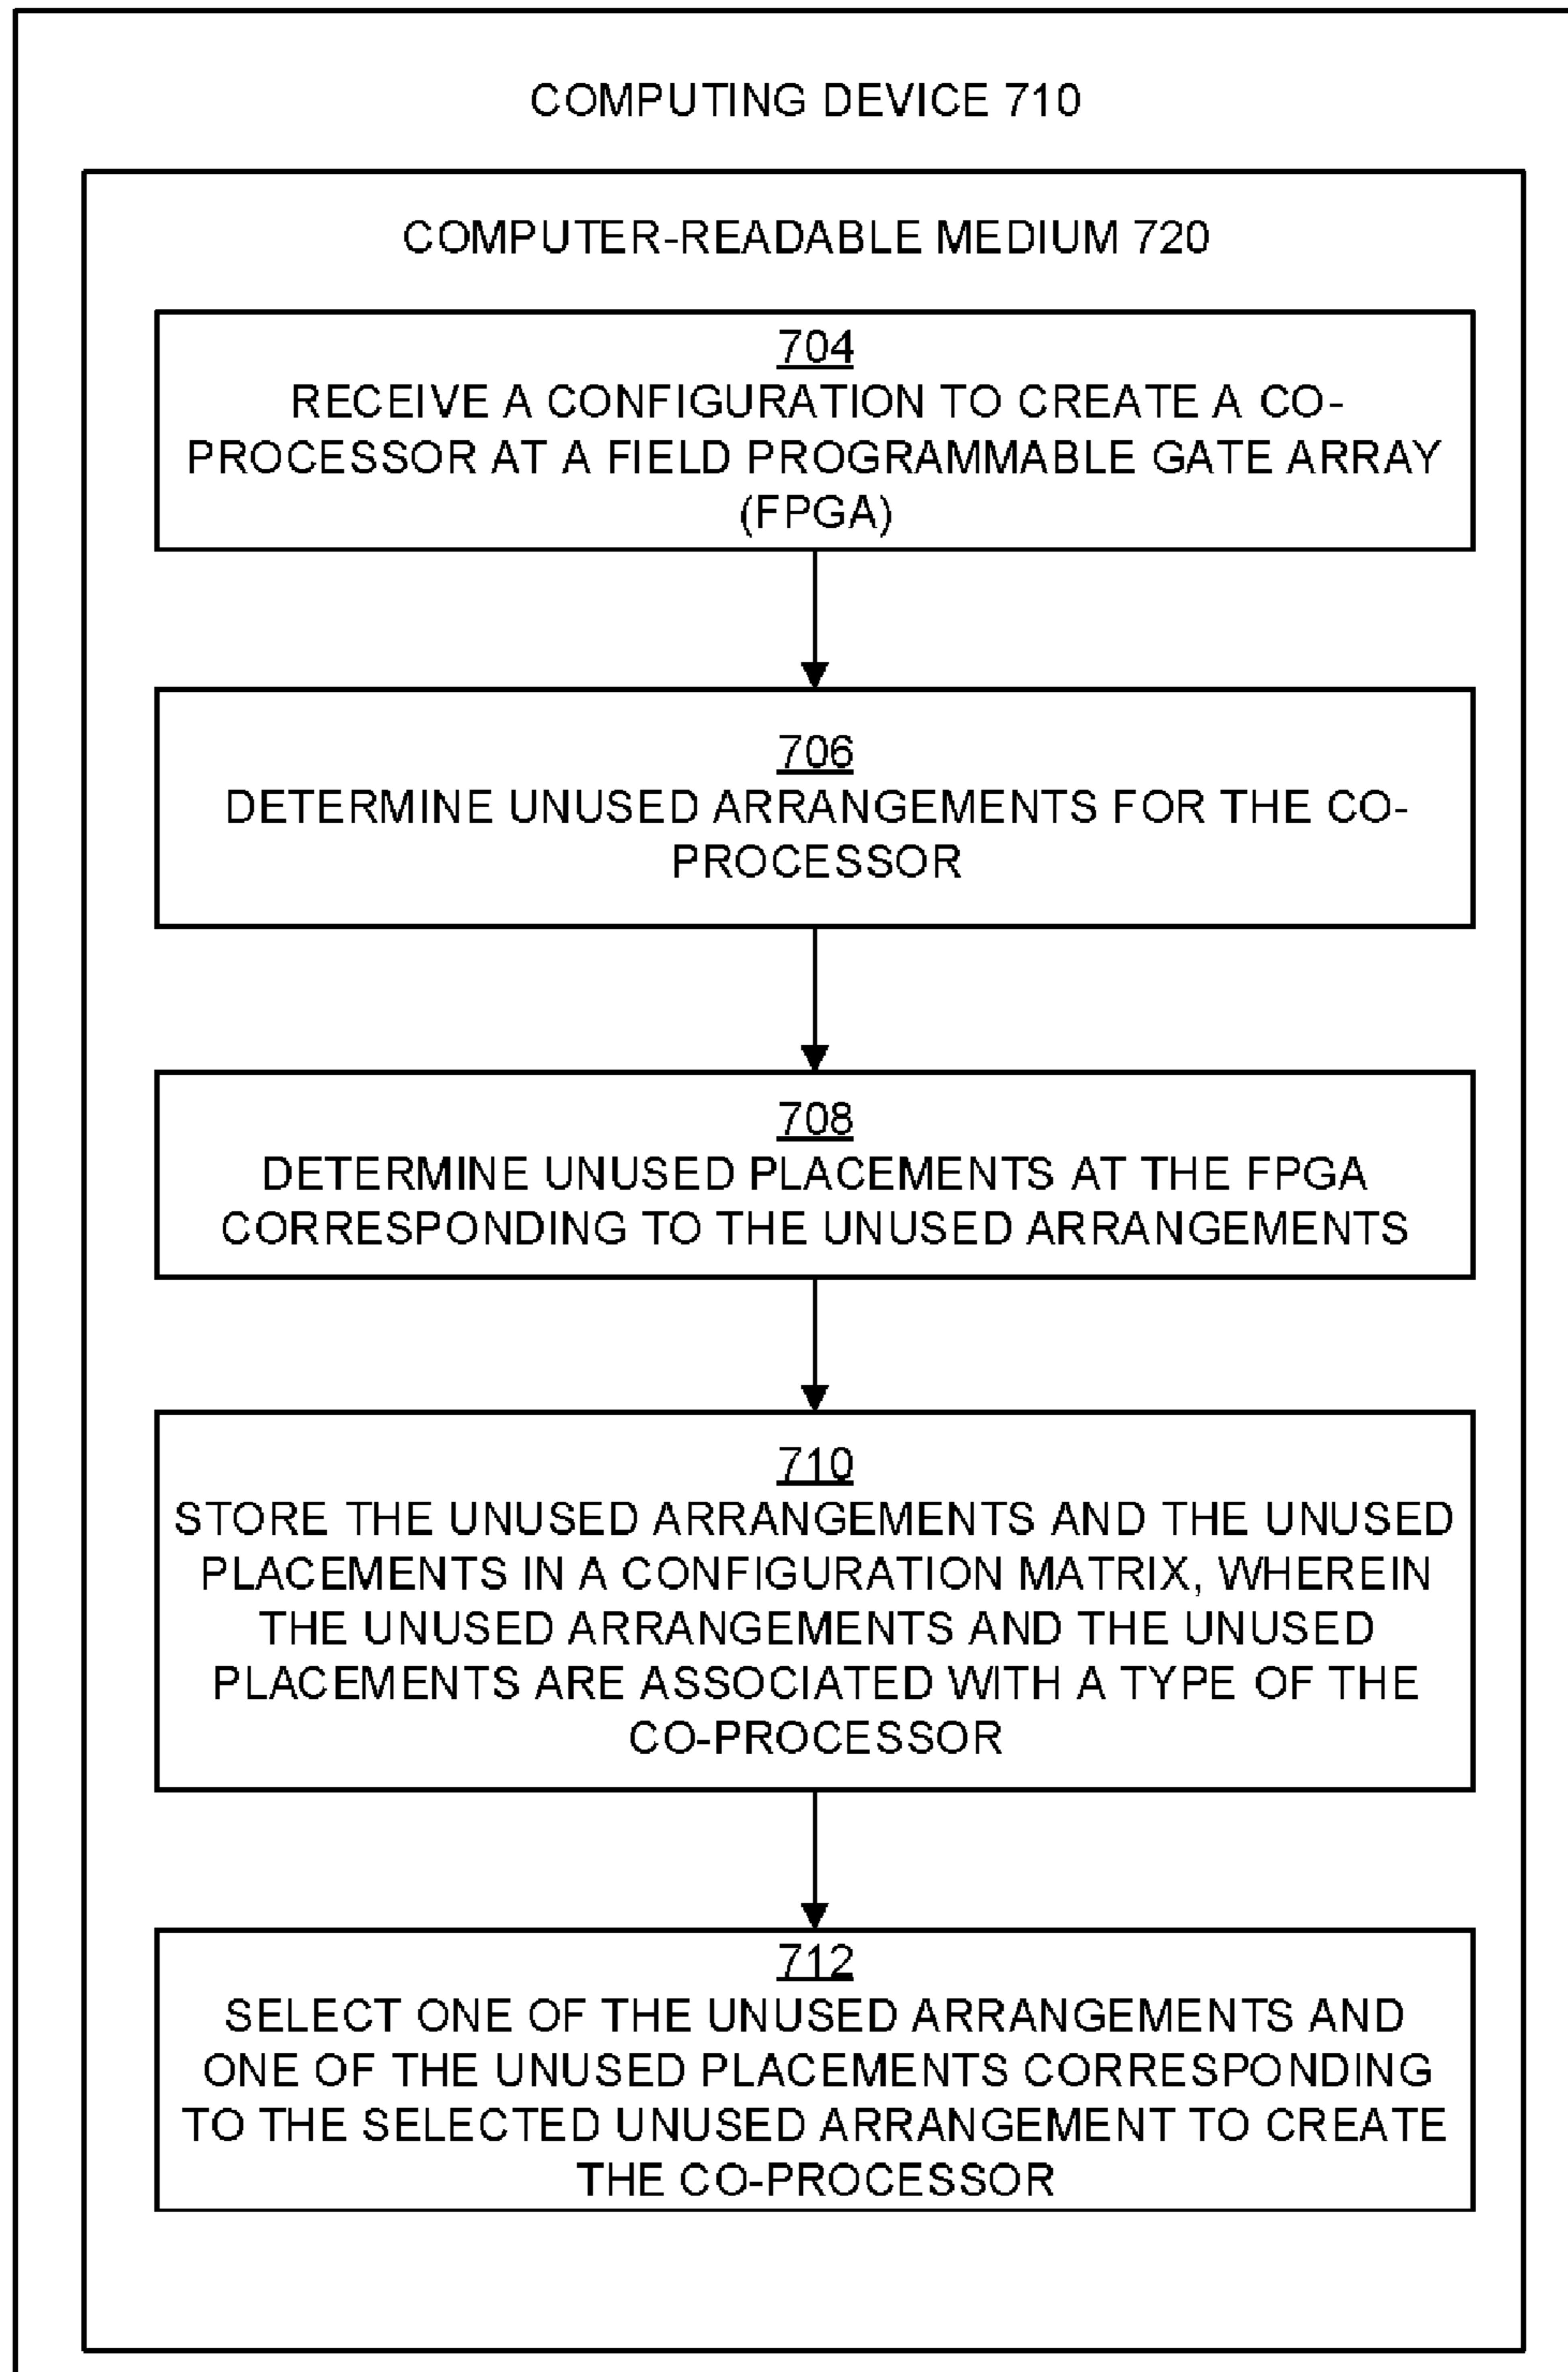 COMPUTING DEVICE 710
COMPUTER-READABLE MEDIUM 720
704
RECEIVE A CONFIGURATION TO CREATE A CO-
PROCESSOR AT A FIELD PROGRAMMABLE GATE ARRAY
(FPGA)
706
DETERMINE UNUSED ARRANGEMENTS FOR THE CO-
PROCESSOR
708
DETERMINE UNUSED PLACEMENTS AT THE FPGA
CORRESPONDING TO THE UNUSED ARRANGEMENTS
710
STORE THE UNUSED ARRANGEMENTS AND THE UNUSED
PLACEMENTS IN A CONFIGURATION MATRIX, WHEREIN
THE UNUSED ARRANGEMENTS AND THE UNUSED
PLACEMENTS ARE ASSOCIATED WITH A TYPE OF THE
CO-PROCESSOR
712
SELECT ONE OF THE UNUSED ARRANGEMENTS AND
ONE OF THE UNUSED PLACEMENTS CORRESPONDING
TO THE SELECTED UNUSED ARRANGEMENT TO CREATE
THE CO-PROCESSOR